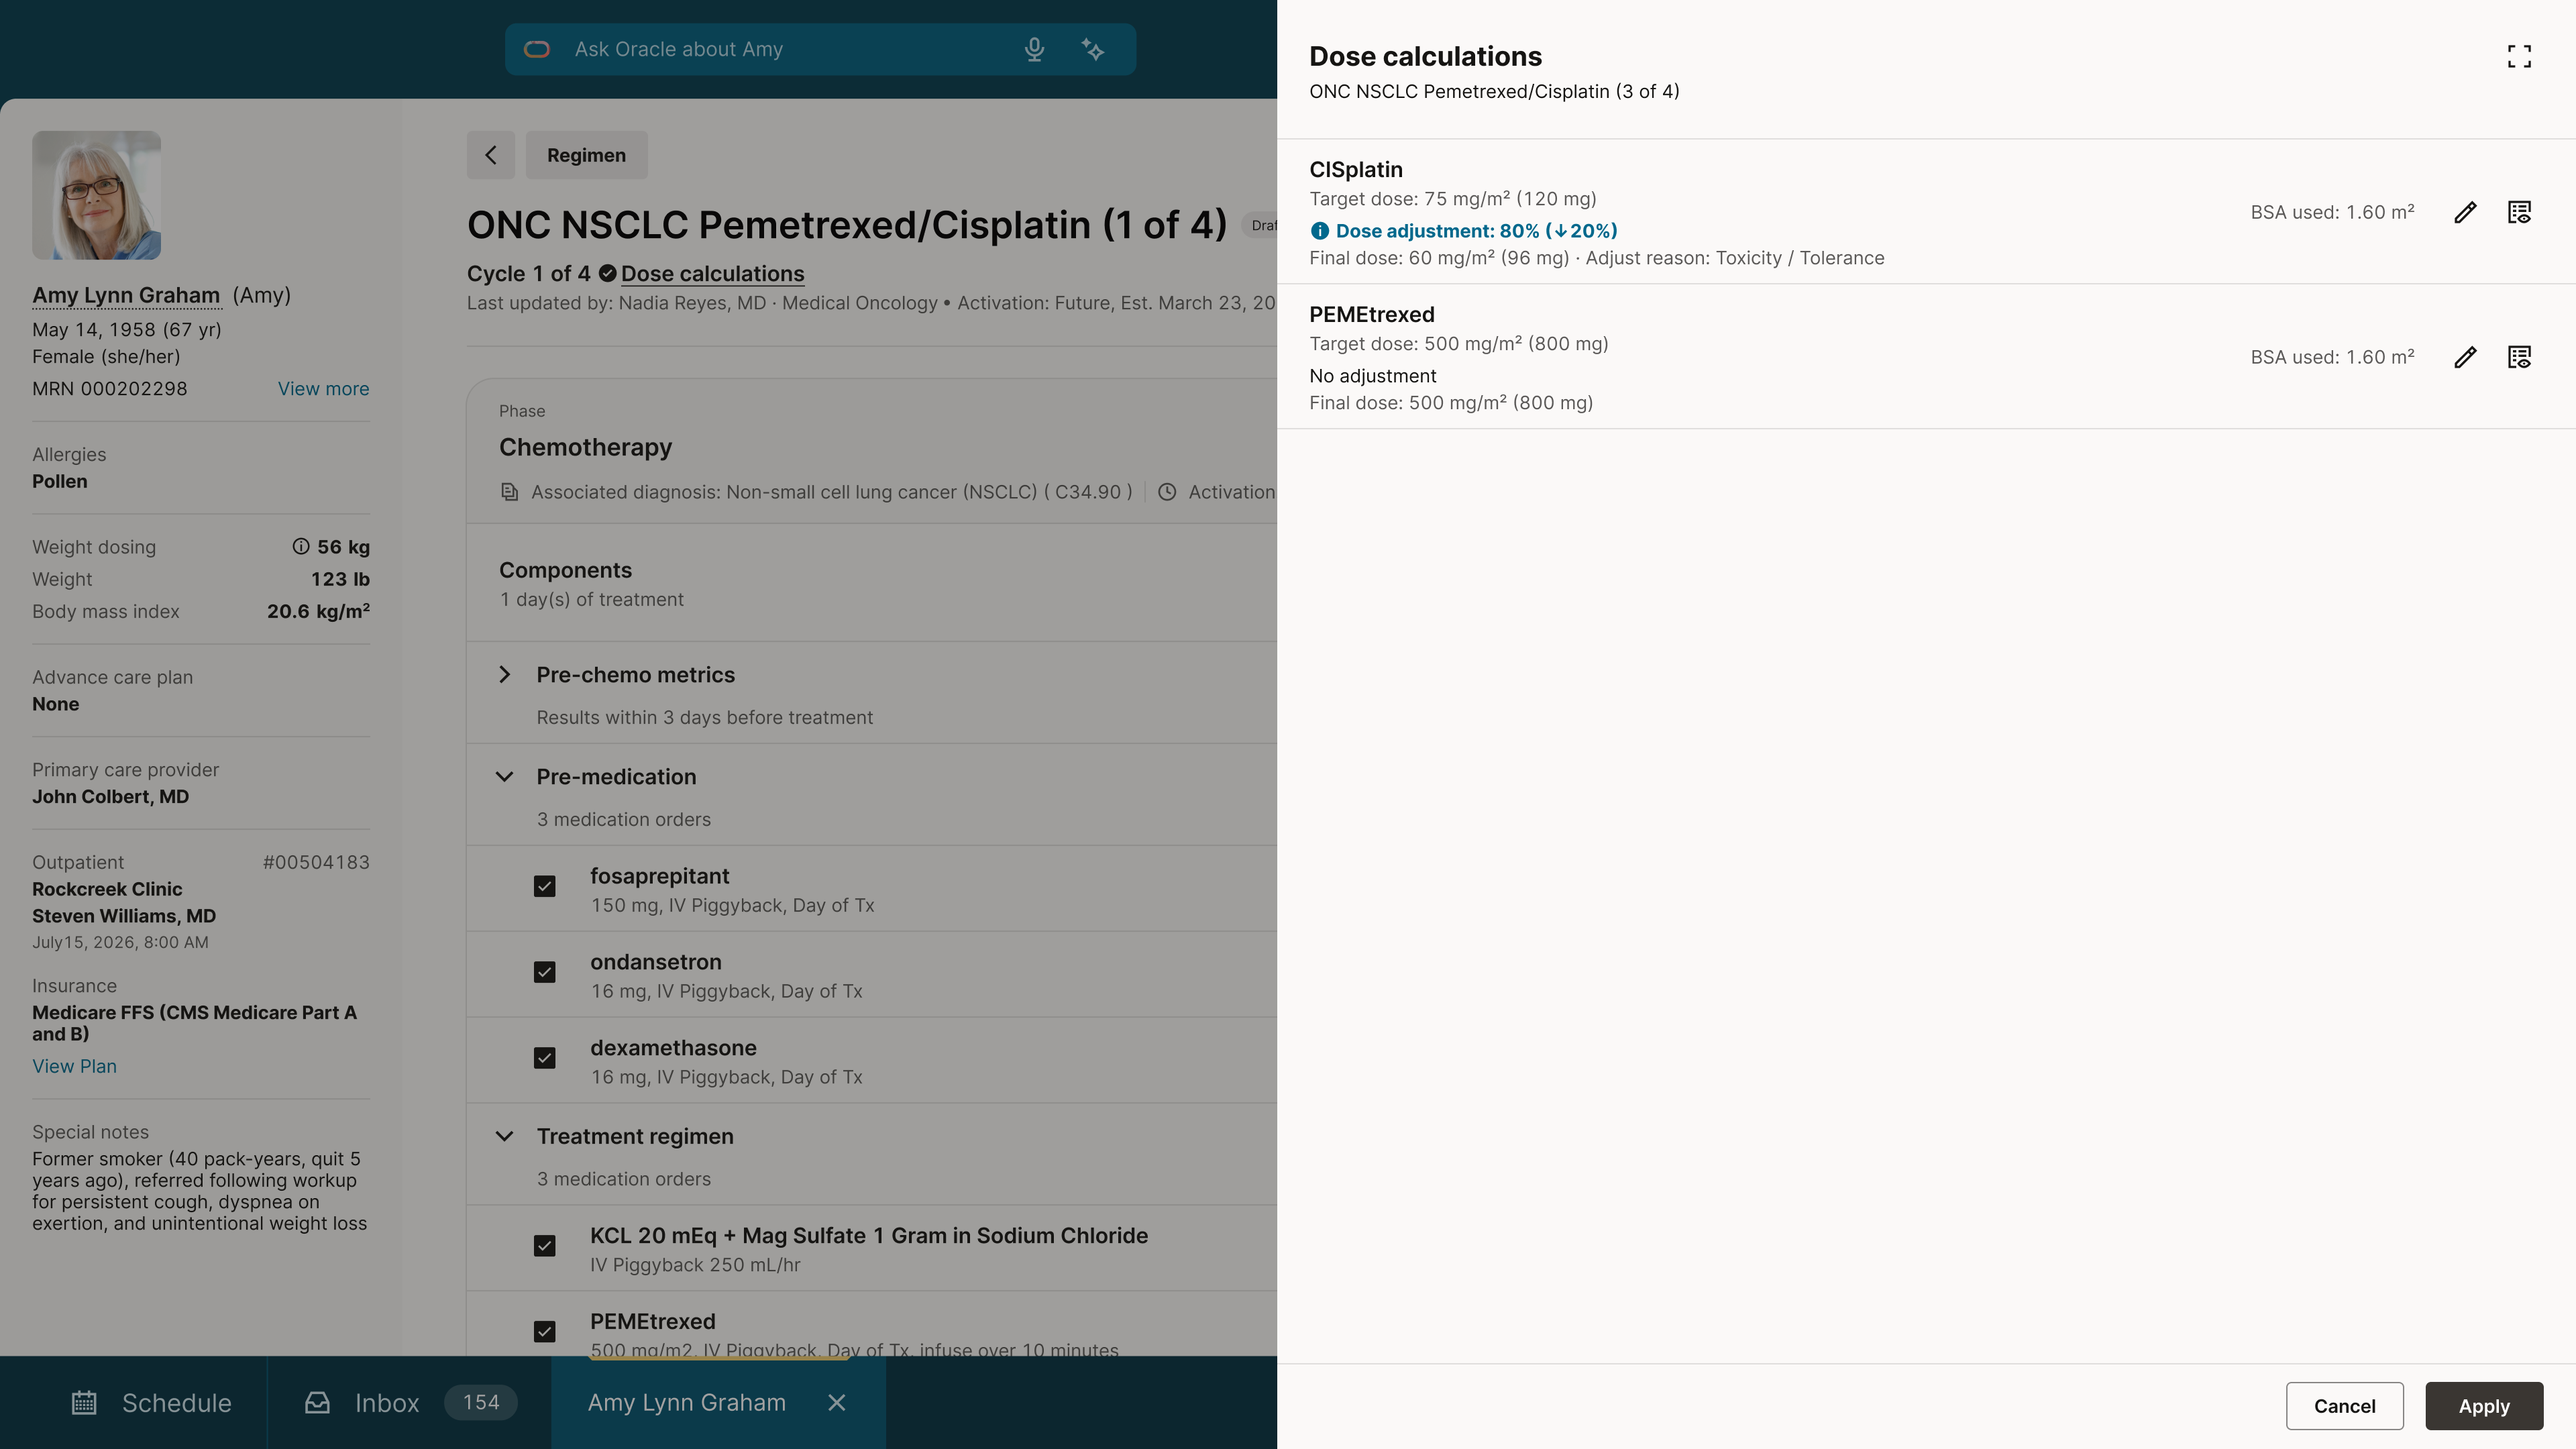 Ask Oracle about Amy
Amy Lynn Graham (Amy)
May 14, 1958 (67 yr)
Female (she/her)
MRN 000202298 View more
Allergies
Pollen
Weight dosing 56 kg
Weight 123 lb
Body mass index 20.6 kg/m²
Advance care plan
None
Primary care provider
John Colbert, MD
Outpatient #00504183
Rockcreek Clinic
Steven Williams, MD
July15, 2026, 8:00 AM
Insurance
Medicare FFS (CMS Medicare Part A
and B)
View Plan
Special notes
Former smoker (40 pack-years, quit 5
years ago), referred following workup
for persistent cough, dyspnea on
exertion, and unintentional weight loss
Regimen
ONC NSCLC Pemetrexed/Cisplatin (1 of 4)
Cycle 1 of 4 Dose calculations
Last updated by: Nadia Reyes, MD · Medical Oncology • Activation: Future, Est. March 23, 20
Phase
Chemotherapy
Associated diagnosis: Non-small cell lung cancer (NSCLC) ( C34.90 ) Activation
Components
1 day(s) of treatment
Pre-chemo metrics
Results within 3 days before treatment
Pre-medication
3 medication orders
fosaprepitant
150 mg, IV Piggyback, Day of Tx
ondansetron
16 mg, IV Piggyback, Day of Tx
dexamethasone
16 mg, IV Piggyback, Day of Tx
Treatment regimen
3 medication orders
KCL 20 mEq + Mag Sulfate 1 Gram in Sodium Chloride
IV Piggyback 250 mL/hr
PEMEtrexed
500 mg/m2, IV Piggyback, Day of Tx, infuse over 10 minutes
Schedule
Inbox 154
Amy Lynn Graham
Dose calculations
ONC NSCLC Pemetrexed/Cisplatin (3 of 4)
CISplatin
Target dose: 75 mg/m² (120 mg)
Dose adjustment: 80% (↓20%)
Final dose: 60 mg/m² (96 mg) · Adjust reason: Toxicity / Tolerance
BSA used: 1.60 m²
PEMEtrexed
Target dose: 500 mg/m² (800 mg)
No adjustment
Final dose: 500 mg/m² (800 mg)
BSA used: 1.60 m²
Cancel
Apply